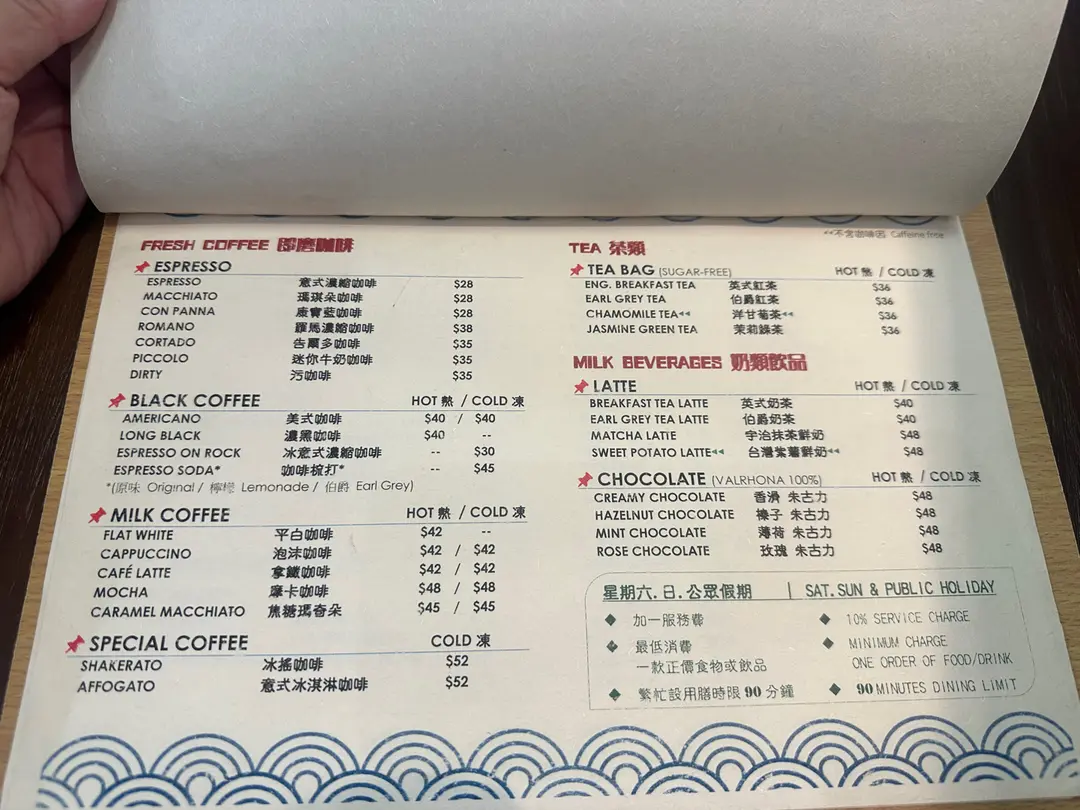 FRESH COFFEE 即磨咖啡
ESPRESSO
ESPRESSO 意式濃縮咖啡 $28
MACCHIATO 瑪琪朵咖啡 $28
CON PANNA 康寶藍咖啡 $28
ROMANO 羅馬濃縮咖啡 $38
CORTADO 告爾多咖啡 $35
PICCOLO 迷你牛奶咖啡 $35
DIRTY 污咖啡 $35
BLACK COFFEE HOT 熱 / COLD 凍
AMERICANO 美式咖啡 $40 / $40
LONG BLACK 濃黑咖啡 $40 --
ESPRESSO ON ROCK 冰意式濃縮咖啡 -- $30
ESPRESSO SODA* 咖啡梳打* -- $45
*(原味 Original / 檸檬 Lemonade / 伯爵 Earl Grey)
MILK COFFEE HOT 熱 / COLD 凍
FLAT WHITE 平白咖啡 $42 --
CAPPUCCINO 泡沫咖啡 $42 / $42
CAFÉ LATTE 拿鐵咖啡 $42 / $42
MOCHA 摩卡咖啡 $48 / $48
CARAMEL MACCHIATO 焦糖瑪奇朵 $45 / $45
SPECIAL COFFEE COLD 凍
SHAKERATO 冰搖咖啡 $52
AFFOGATO 意式冰淇淋咖啡 $52
◂◂不含咖啡因 Caffeine free
TEA 茶類
TEA BAG (SUGAR-FREE) HOT 熱 / COLD 凍
ENG. BREAKFAST TEA 英式紅茶 $36
EARL GREY TEA 伯爵紅茶 $36
CHAMOMILE TEA◂◂ 洋甘菊茶◂◂ $36
JASMINE GREEN TEA 茉莉綠茶 $36
MILK BEVERAGES 奶類飲品
LATTE HOT 熱 / COLD 凍
BREAKFAST TEA LATTE 英式奶茶 $40
EARL GREY TEA LATTE 伯爵奶茶 $40
MATCHA LATTE 宇治抹茶鮮奶 $48
SWEET POTATO LATTE◂◂ 台灣紫薯鮮奶◂◂ $48
CHOCOLATE (VALRHONA 100%) HOT 熱 / COLD 凍
CREAMY CHOCOLATE 香滑 朱古力 $48
HAZELNUT CHOCOLATE 榛子 朱古力 $48
MINT CHOCOLATE 薄荷 朱古力 $48
ROSE CHOCOLATE 玫瑰 朱古力 $48
星期六.日.公眾假期 | SAT. SUN & PUBLIC HOLIDAY
◆ 加一服務費 ◆ 10% SERVICE CHARGE
◆ 最低消費 ◆ MINIMUM CHARGE
一款正價食物或飲品 ONE ORDER OF FOOD/DRINK
◆ 繁忙設用膳時限 90 分鐘 ◆ 90 MINUTES DINING LIMIT